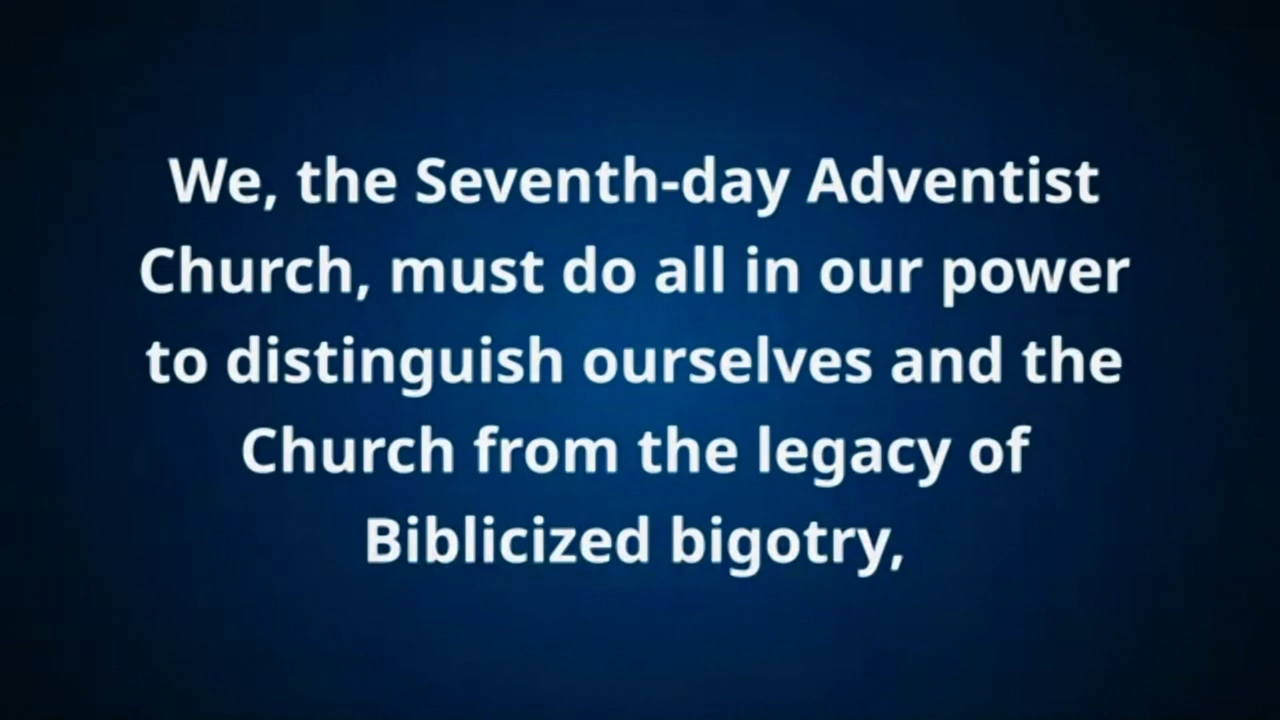 We, the Seventh-day Adventist
Church, must do all in our power
to distinguish ourselves and the
Church from the legacy of
Biblicized bigotry,